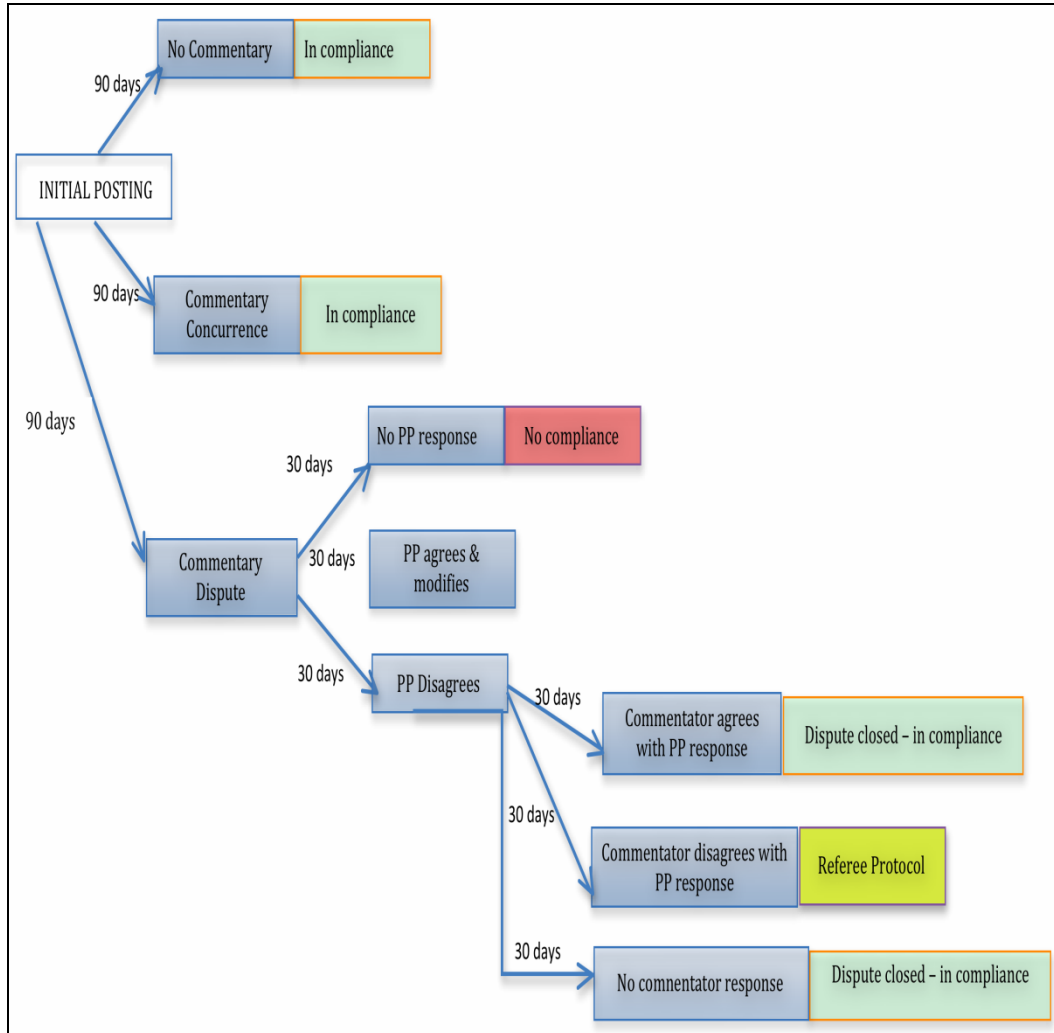 No Commentary
In compliance
90 days
INITIAL POSTING
90 days
Commentary
Concurrence
In compliance
90 days
No PP response
No compliance
30 days
30 days
PP agrees &
modifies
Commentary
Dispute
30 days
PP Disagrees
30 days
Commentator agrees
with PP response
Dispute closed – in compliance
30 days
Commentator disagrees with
PP response
Referee Protocol
30 days
No commentator response
Dispute closed – in compliance